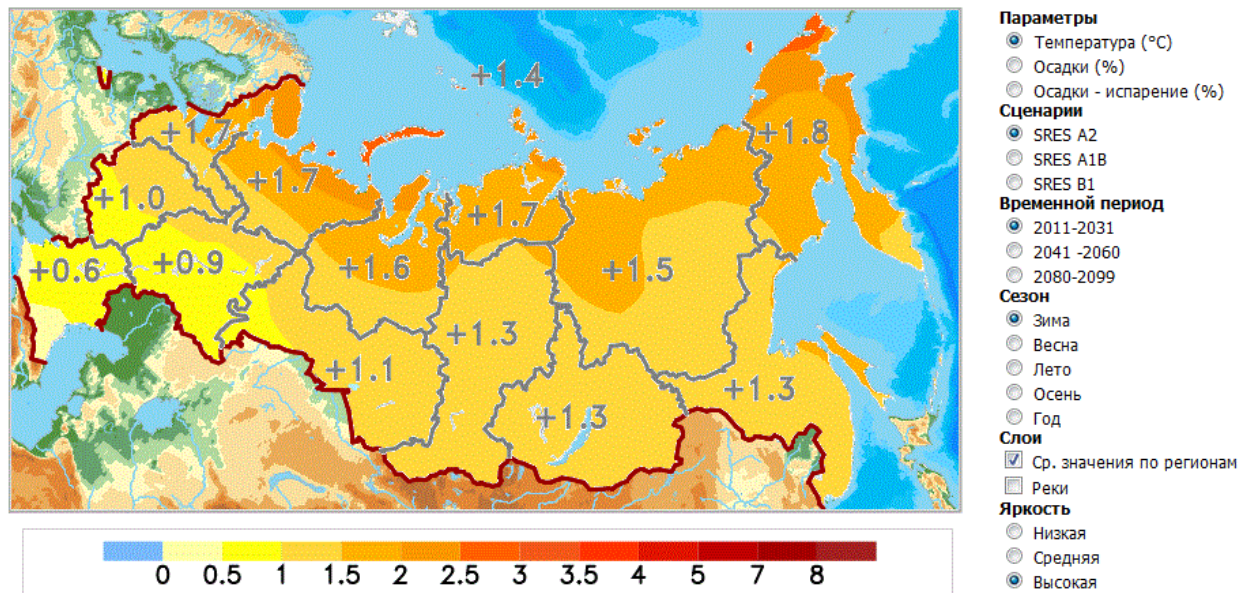 +1.4
+1.7
+1.8
+1.7
+1.0
+1.7
+0.6
+0.9
+1.6
+1.5
+1.3
+1.1
+1.3
+1.3
0 0.5 1 1.5 2 2.5 3 3.5 4 5 7 8
Параметры
Температура (°C)
Осадки (%)
Осадки - испарение (%)
Сценарии
SRES A2
SRES A1B
SRES B1
Временной период
2011-2031
2041 -2060
2080-2099
Сезон
Зима
Весна
Лето
Осень
Год
Слои
Ср. значения по регионам
Реки
Яркость
Низкая
Средняя
Высокая